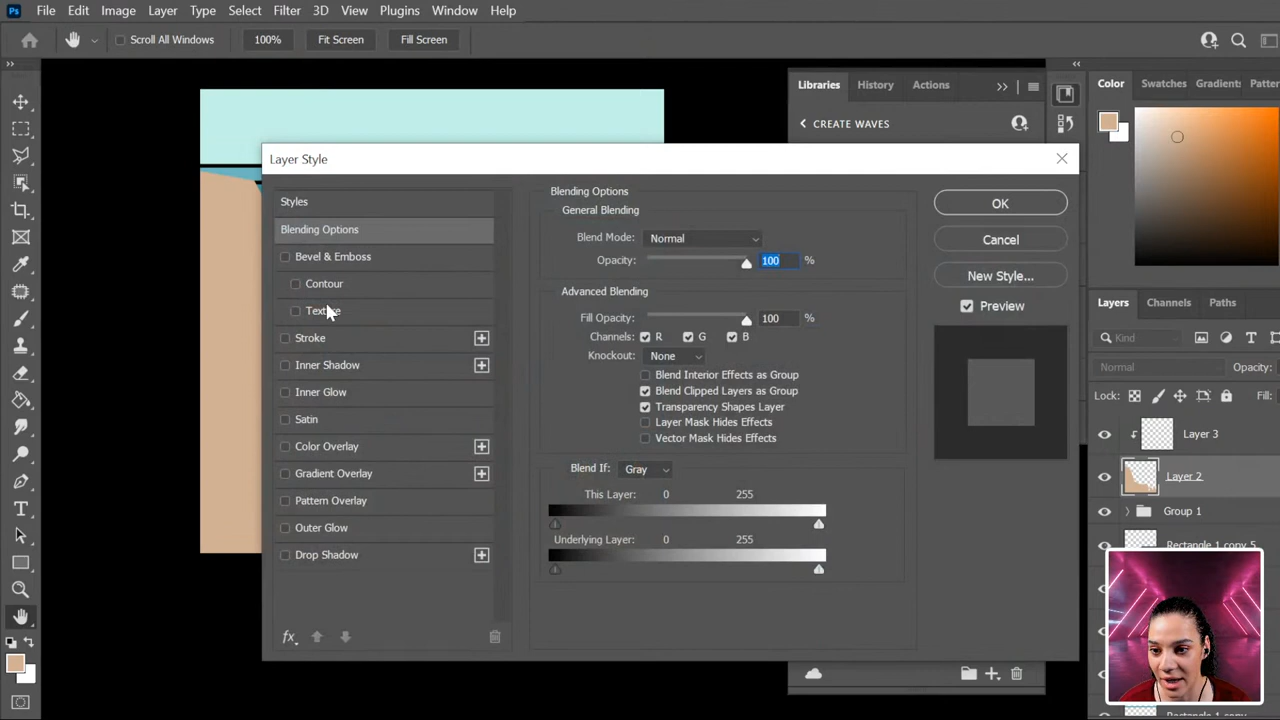 Ps File Edit Image Layer Type Select Filter 3D View Plugins Window Help
Scroll All Windows 100% Fit Screen Fill Screen
Libraries History Actions
CREATE WAVES
Color Swatches Gradients
Layer Style
Styles
Blending Options
Bevel & Emboss
Contour
Texture
Stroke
Inner Shadow
Inner Glow
Satin
Color Overlay
Gradient Overlay
Pattern Overlay
Outer Glow
Drop Shadow
fx
Blending Options
General Blending
Blend Mode: Normal
Opacity: 100 %
Advanced Blending
Fill Opacity: 100 %
Channels: R G B
Knockout: None
Blend Interior Effects as Group
Blend Clipped Layers as Group
Transparency Shapes Layer
Layer Mask Hides Effects
Vector Mask Hides Effects
Blend If: Gray
This Layer: 0 255
Underlying Layer: 0 255
OK
Cancel
New Style...
Preview
Layers Channels Paths
Kind
Normal Opacity:
Lock: Fill:
Layer 3
Layer 2
Group 1
Rectangle 1 copy 5
Rectangle 1 copy